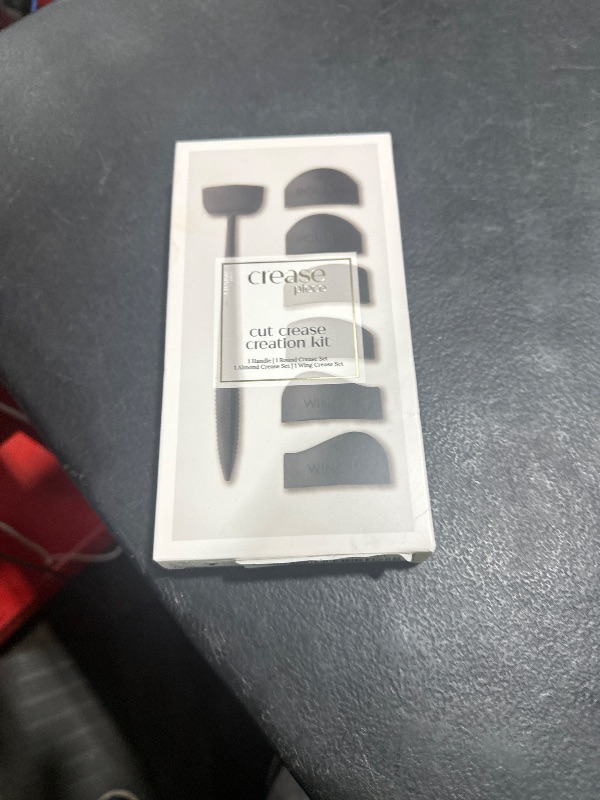 crease
piece
cut crease
creation kit
1 Handle | 1 Round Crease Set
1 Almond Crease Set | 1 Wing Crease Set
WING